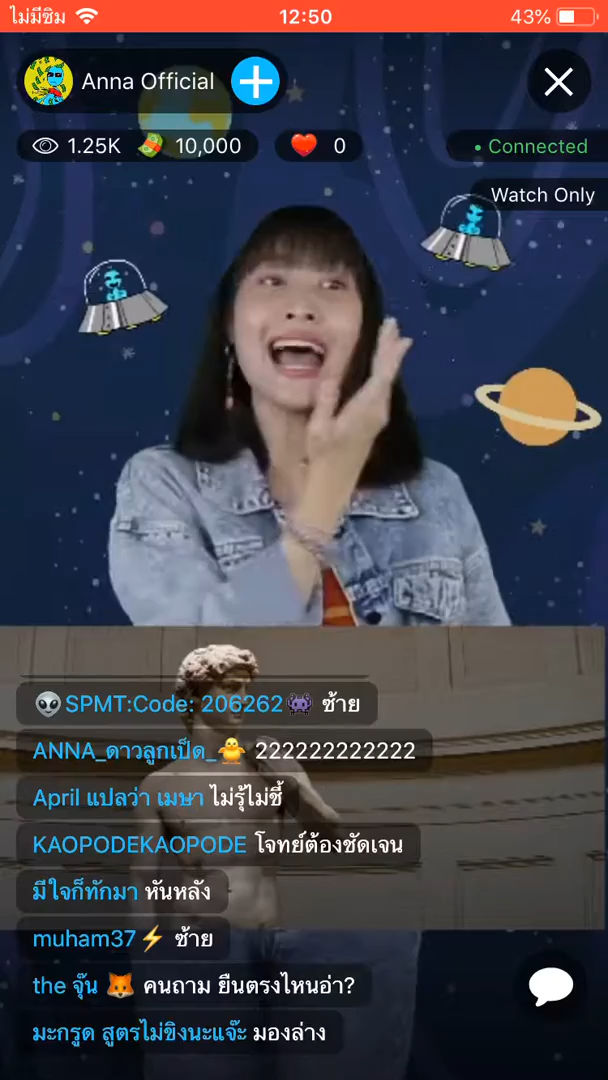 ไม่มีซิม 12:50 43%
Anna Official
1.25K 10,000 0 • Connected
Watch Only
👽SPMT:Code: 206262👾 ซ้าย
ANNA_ดาวลูกเป็ด_🐥 222222222222
April แปลว่า เมษา ไม่รุ้ไม่ชี้
KAOPODEKAOPODE โจทย์ต้องชัดเจน
มีใจก็ทักมา หันหลัง
muham37⚡ ซ้าย
the จุ๊น 🦊 คนถาม ยืนตรงไหนอ่า?
มะกรูด สูตรไม่ขิงนะแจ๊ะ มองล่าง